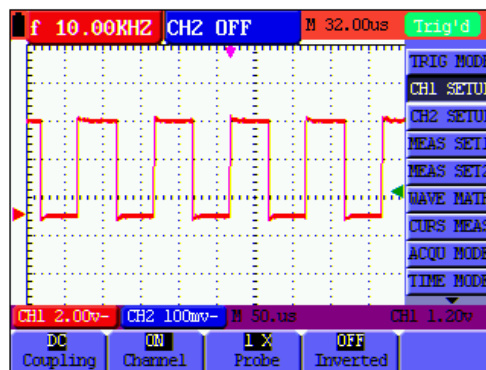 f 10.00KHZ CH2 OFF M 32.00us Trig'd
TRIG MODE
CH1 SETUP
CH2 SETUP
MEAS SET1
MEAS SET2
WAVE MATH
CURS MEAS
ACQU MODE
TIME MODE
CH1 2.00v- CH2 100mv- M 50.us CH1 1.20v
DC ON 1 X OFF
Coupling Channel Probe Inverted